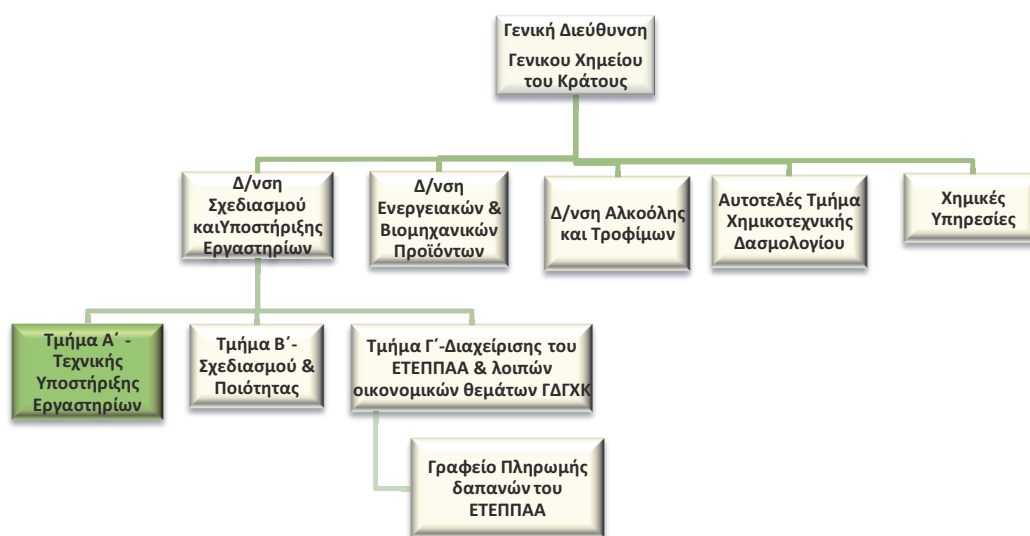 Γενική Διεύθυνση
Γενικου Χημείου
του Κράτους
Δ/νση
Σχεδιασμού
καιΥποστήριξης
Εργαστηρίων
Δ/νση
Ενεργειακών &
Βιομηχανικών
Προϊόντων
Δ/νση Αλκοόλης
και Τροφίμων
Αυτοτελές Τμήμα
Χημικοτεχνικής
Δασμολογίου
Χημικές
Υπηρεσίες
Τμήμα Α΄ -
Τεχνικής
Υποστήριξης
Εργαστηρίων
Τμήμα Β΄-
Σχεδιασμού &
Ποιότητας
Τμήμα Γ΄-Διαχείρισης του
ΕΤΕΠΠΑΑ & λοιπών
οικονομικών θεμάτων ΓΔΓΧΚ
Γραφείο Πληρωμής
δαπανών του
ΕΤΕΠΠΑΑ